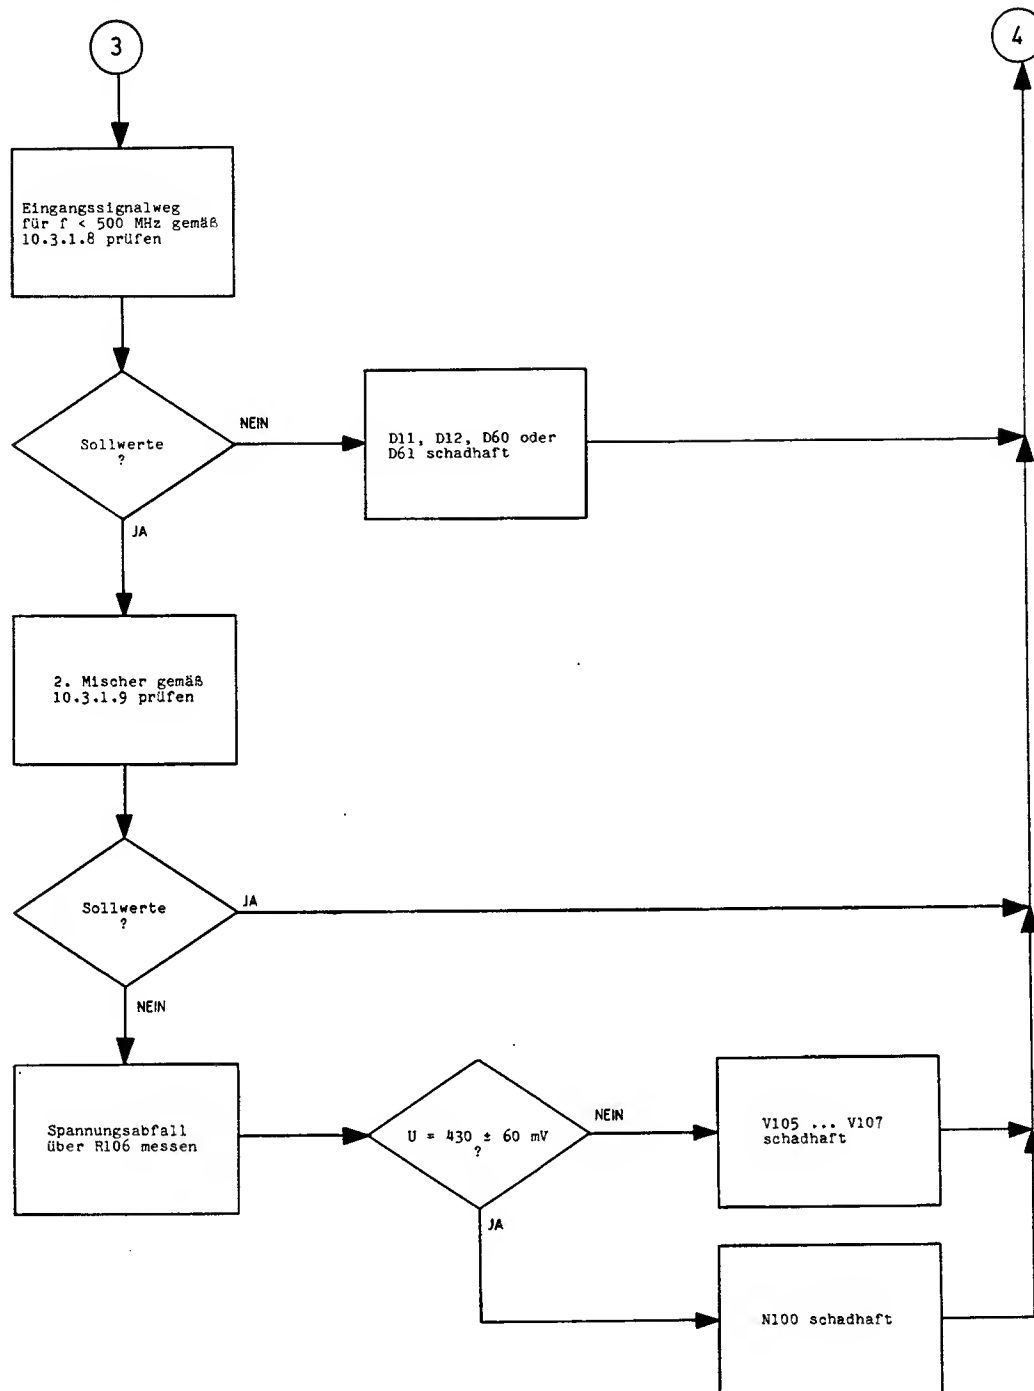 3
4
Eingangssignalweg
für f < 500 MHz gemäß
10.3.1.8 prüfen
Sollwerte
?
NEIN
D11, D12, D60 oder
D61 schadhaft
JA
2. Mischer gemäß
10.3.1.9 prüfen
Sollwerte
?
JA
NEIN
Spannungsabfall
über R106 messen
U = 430 ± 60 mV
?
NEIN
V105 ... V107
schadhaft
JA
N100 schadhaft